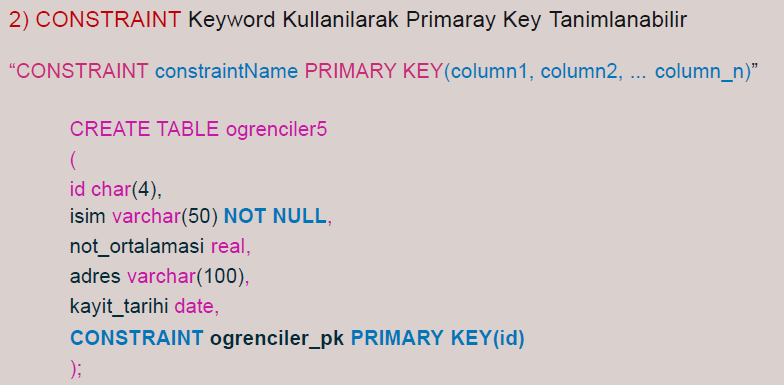 2) CONSTRAINT Keyword Kullanilarak Primaray Key Tanimlanabilir
“CONSTRAINT constraintName PRIMARY KEY(column1, column2, ... column_n)”
CREATE TABLE ogrenciler5
(
id char(4),
isim varchar(50) NOT NULL,
not_ortalamasi real,
adres varchar(100),
kayit_tarihi date,
CONSTRAINT ogrenciler_pk PRIMARY KEY(id)
);